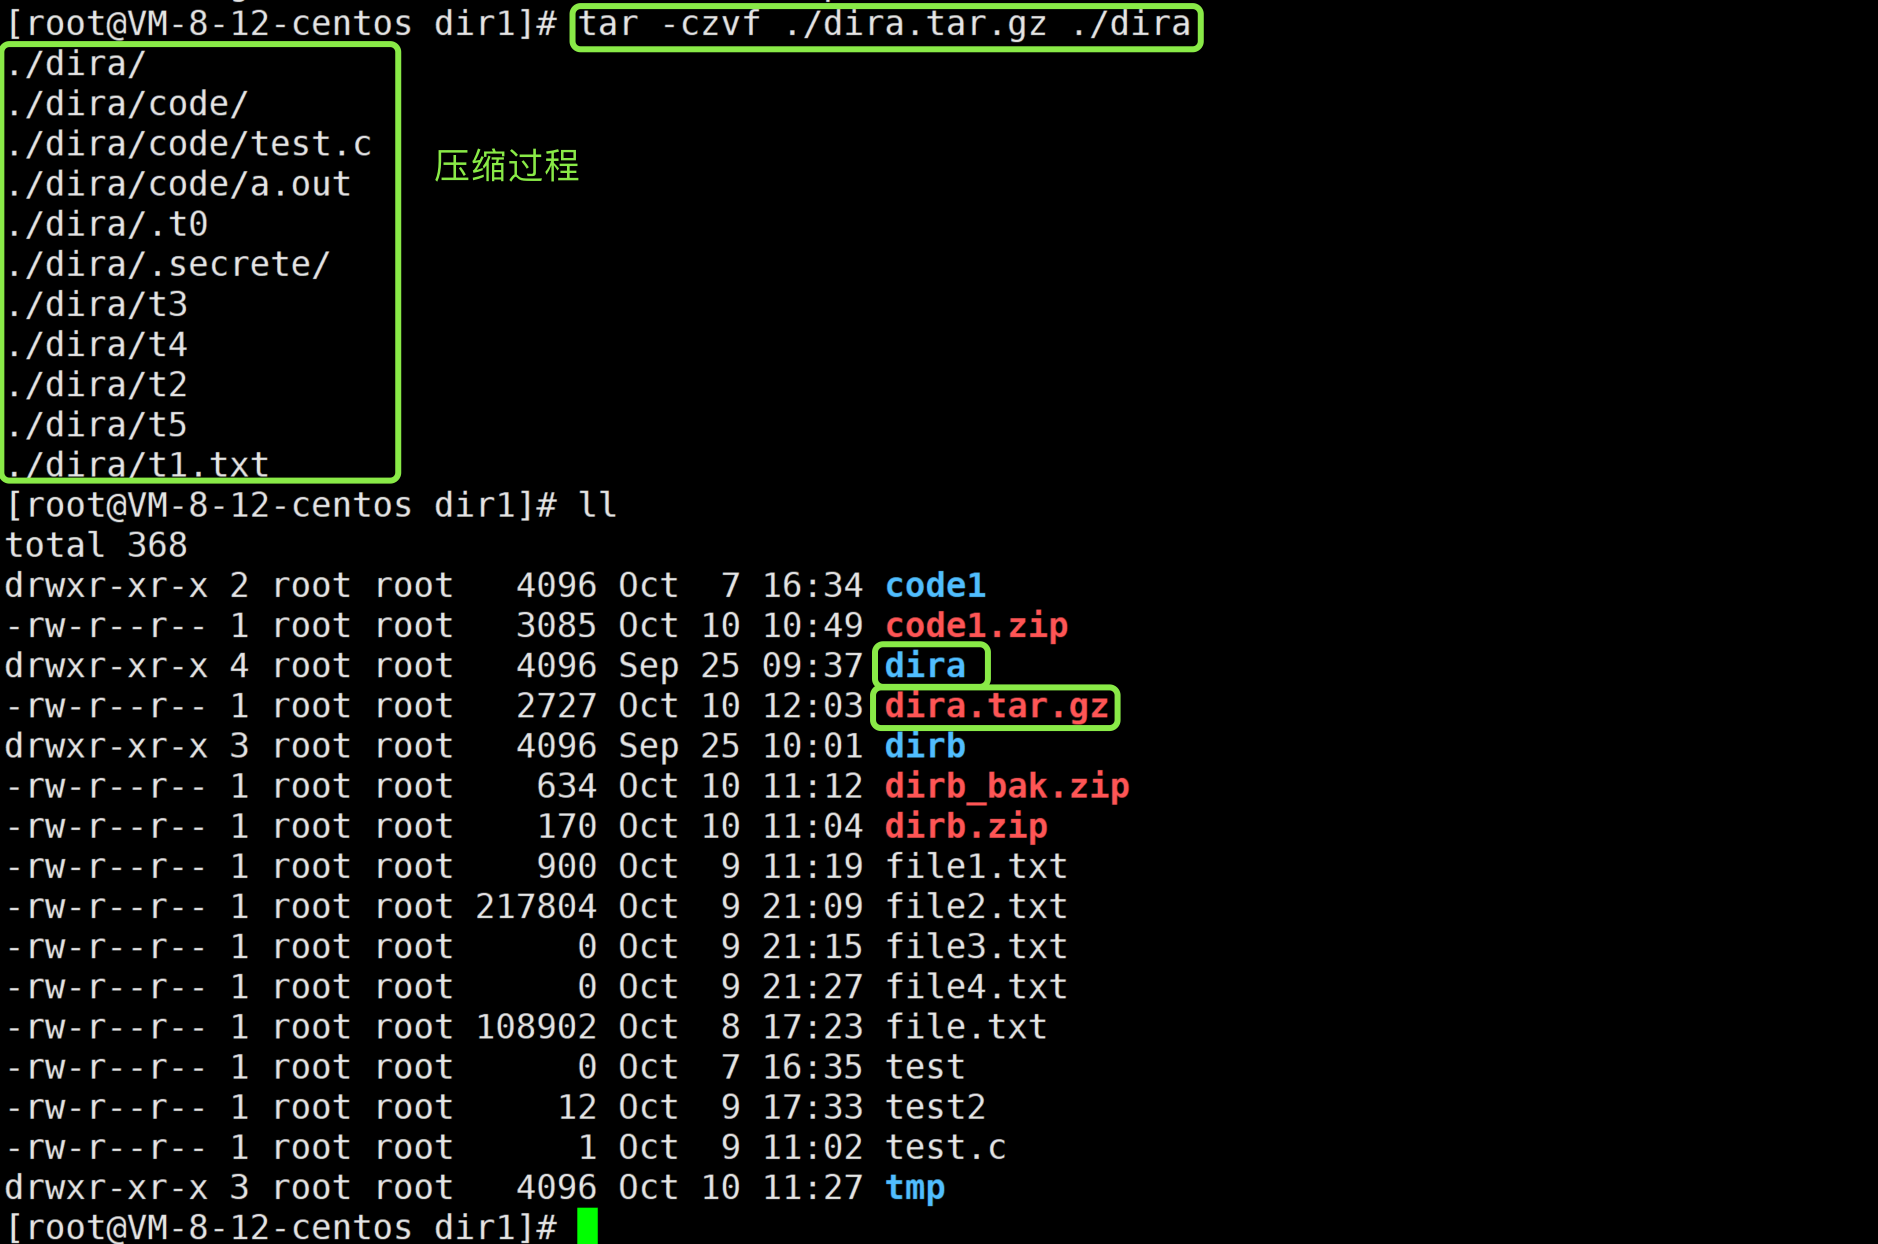 [root@VM-8-12-centos dir1]# tar -czvf ./dira.tar.gz ./dira
./dira/
./dira/code/
./dira/code/test.c
压缩过程
./dira/code/a.out
./dira/.t0
./dira/.secrete/
./dira/t3
./dira/t4
./dira/t2
./dira/t5
./dira/t1.txt
[root@VM-8-12-centos dir1]# ll
total 368
drwxr-xr-x 2 root root   4096 Oct  7 16:34 code1
-rw-r--r-- 1 root root   3085 Oct 10 10:49 code1.zip
drwxr-xr-x 4 root root   4096 Sep 25 09:37 dira
-rw-r--r-- 1 root root   2727 Oct 10 12:03 dira.tar.gz
drwxr-xr-x 3 root root   4096 Sep 25 10:01 dirb
-rw-r--r-- 1 root root    634 Oct 10 11:12 dirb_bak.zip
-rw-r--r-- 1 root root    170 Oct 10 11:04 dirb.zip
-rw-r--r-- 1 root root    900 Oct  9 11:19 file1.txt
-rw-r--r-- 1 root root 217804 Oct  9 21:09 file2.txt
-rw-r--r-- 1 root root      0 Oct  9 21:15 file3.txt
-rw-r--r-- 1 root root      0 Oct  9 21:27 file4.txt
-rw-r--r-- 1 root root 108902 Oct  8 17:23 file.txt
-rw-r--r-- 1 root root      0 Oct  7 16:35 test
-rw-r--r-- 1 root root     12 Oct  9 17:33 test2
-rw-r--r-- 1 root root      1 Oct  9 11:02 test.c
drwxr-xr-x 3 root root   4096 Oct 10 11:27 tmp
[root@VM-8-12-centos dir1]#